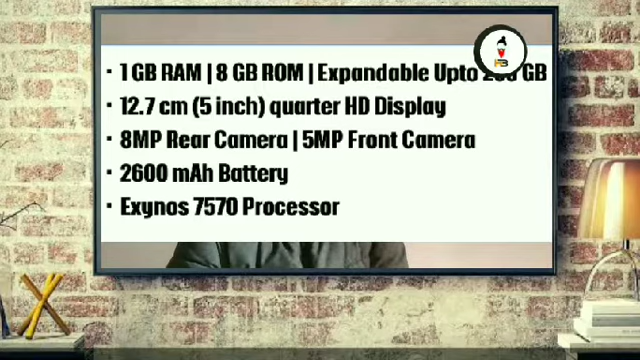 · 1 GB RAM | 8 GB ROM | Expandable Upto GB
· 12.7 cm (5 inch) quarter HD Display
· 8MP Rear Camera | 5MP Front Camera
· 2600 mAh Battery
· Exynos 7570 Processor